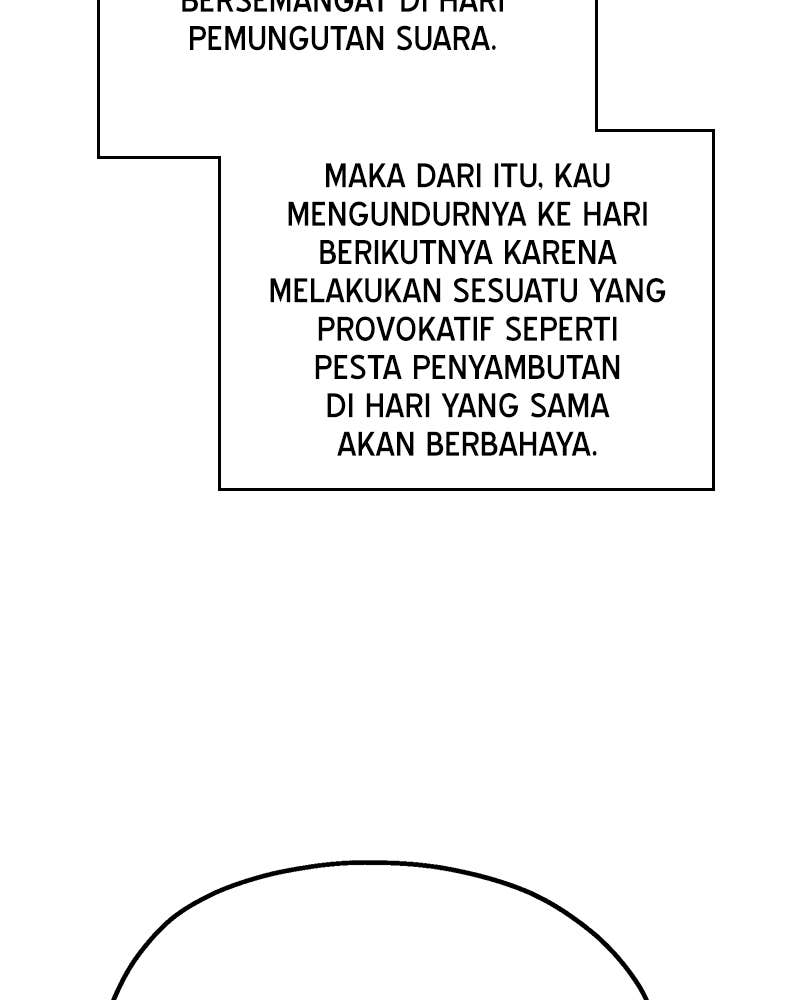 BERSEMANGAT DI HARI
PEMUNGUTAN SUARA.
MAKA DARI ITU, KAU
MENGUNDURNYA KE HARI
BERIKUTNYA KARENA
MELAKUKAN SESUATU YANG
PROVOKATIF SEPERTI
PESTA PENYAMBUTAN
DI HARI YANG SAMA
AKAN BERBAHAYA.